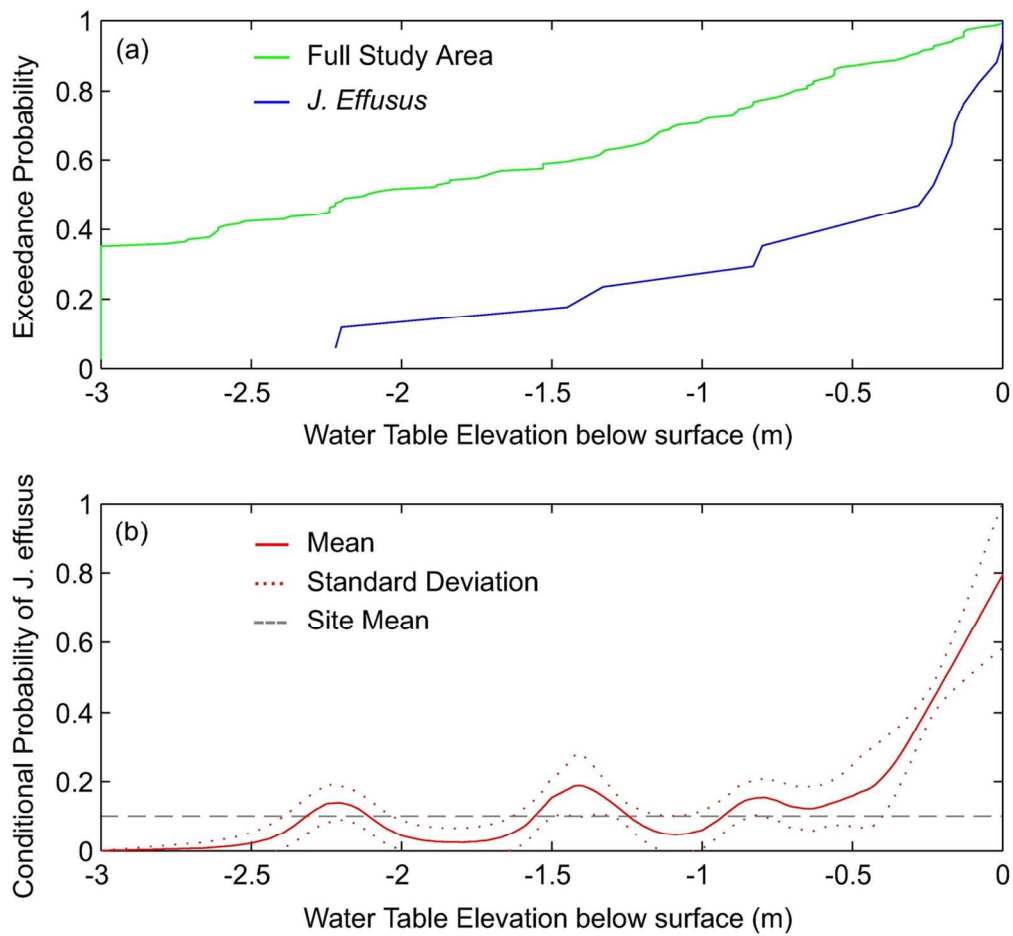 (a)
Full Study Area
J. Effusus
Exceedance Probability
1
0.8
0.6
0.4
0.2
0
-3 -2.5 -2 -1.5 -1 -0.5 0
Water Table Elevation below surface (m)
(b)
Mean
Standard Deviation
Site Mean
Conditional Probability of J. effusus
1
0.8
0.6
0.4
0.2
0
-3 -2.5 -2 -1.5 -1 -0.5 0
Water Table Elevation below surface (m)